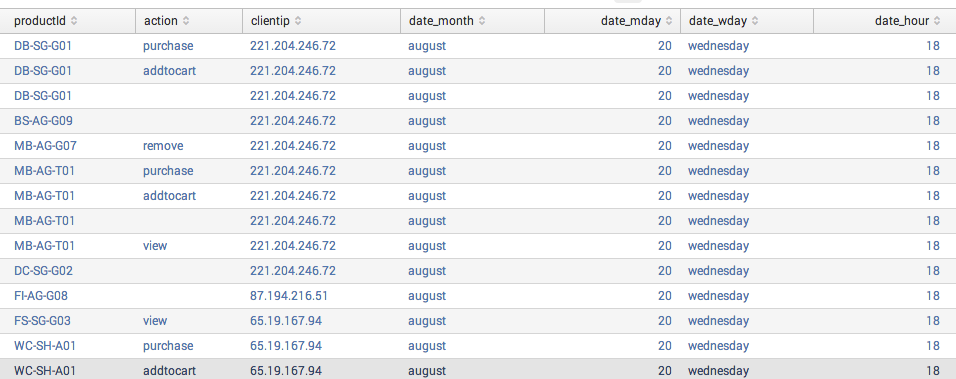 productId action clientip date_month date_mday date_wday date_hour
DB-SG-G01 purchase 221.204.246.72 august 20 wednesday 18
DB-SG-G01 addtocart 221.204.246.72 august 20 wednesday 18
DB-SG-G01 221.204.246.72 august 20 wednesday 18
BS-AG-G09 221.204.246.72 august 20 wednesday 18
MB-AG-G07 remove 221.204.246.72 august 20 wednesday 18
MB-AG-T01 purchase 221.204.246.72 august 20 wednesday 18
MB-AG-T01 addtocart 221.204.246.72 august 20 wednesday 18
MB-AG-T01 221.204.246.72 august 20 wednesday 18
MB-AG-T01 view 221.204.246.72 august 20 wednesday 18
DC-SG-G02 221.204.246.72 august 20 wednesday 18
FI-AG-G08 87.194.216.51 august 20 wednesday 18
FS-SG-G03 view 65.19.167.94 august 20 wednesday 18
WC-SH-A01 purchase 65.19.167.94 august 20 wednesday 18
WC-SH-A01 addtocart 65.19.167.94 august 20 wednesday 18